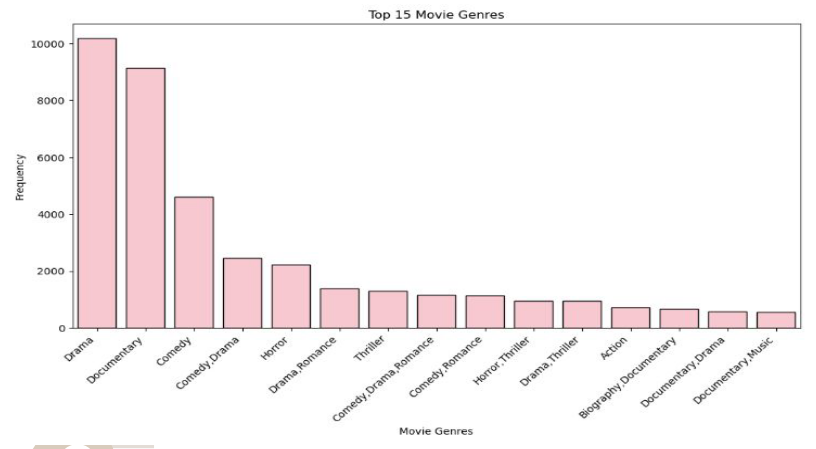 Top 15 Movie Genres
10000
8000
6000
4000
2000
0
Frequency
Drama
Documentary
Comedy
Comedy,Drama
Horror
Drama,Romance
Thriller
Comedy,Drama,Romance
Comedy,Romance
Horror,Thriller
Drama,Thriller
Action
Biography,Documentary
Documentary,Drama
Documentary,Music
Movie Genres